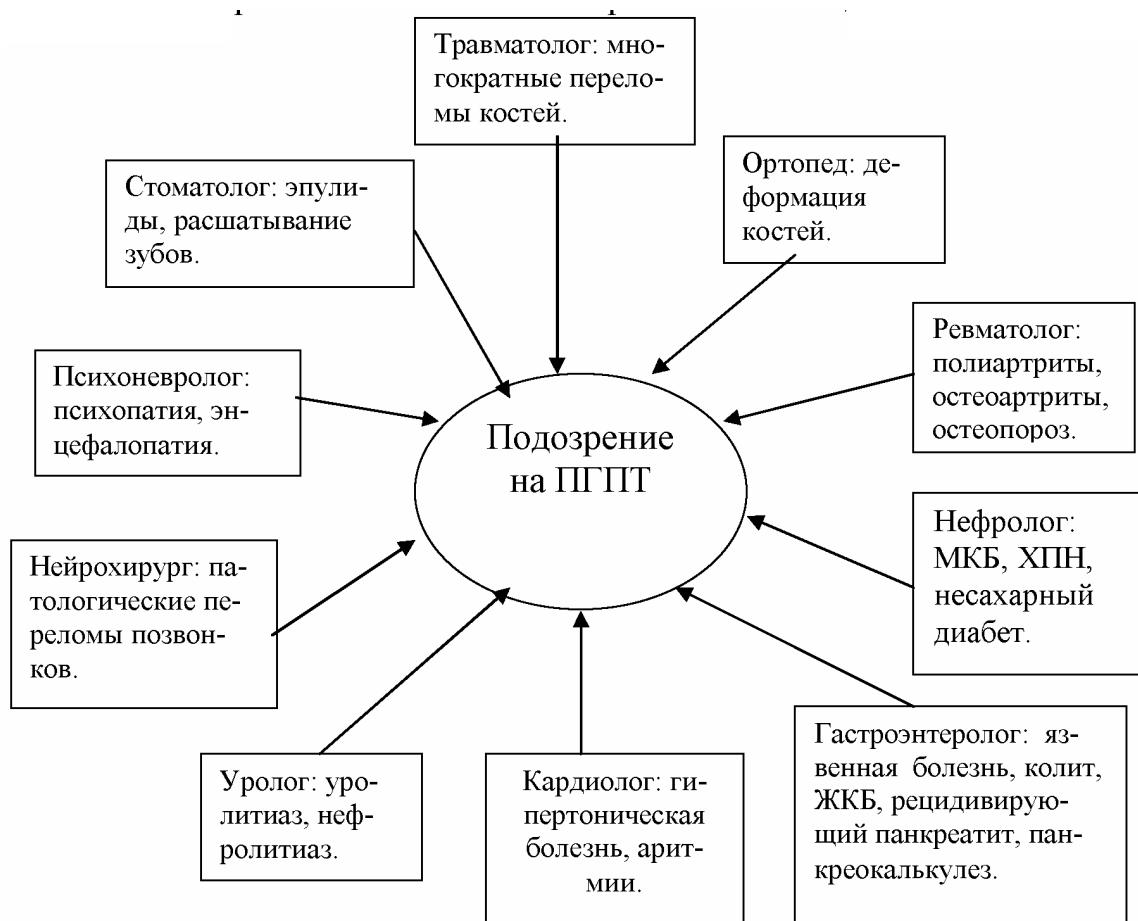 Травматолог: мно-
гократные перело-
мы костей.
Стоматолог: эпули-
ды, расшатывание
зубов.
Ортопед: де-
формация
костей.
Психоневролог:
психопатия, эн-
цефалопатия.
Подозрение
на ПГПТ
Ревматолог:
полиартриты,
остеоартриты,
остеопороз.
Нейрохирург: па-
тологические пе-
реломы позвон-
ков.
Нефролог:
МКБ, ХПН,
несахарный
диабет.
Уролог: уро-
литиаз, неф-
ролитиаз.
Кардиолог: ги-
пертоническая
болезнь, арит-
мии.
Гастроэнтеролог: яз-
венная болезнь, колит,
ЖКБ, рецидивирую-
щий панкреатит, пан-
креокалькулез.